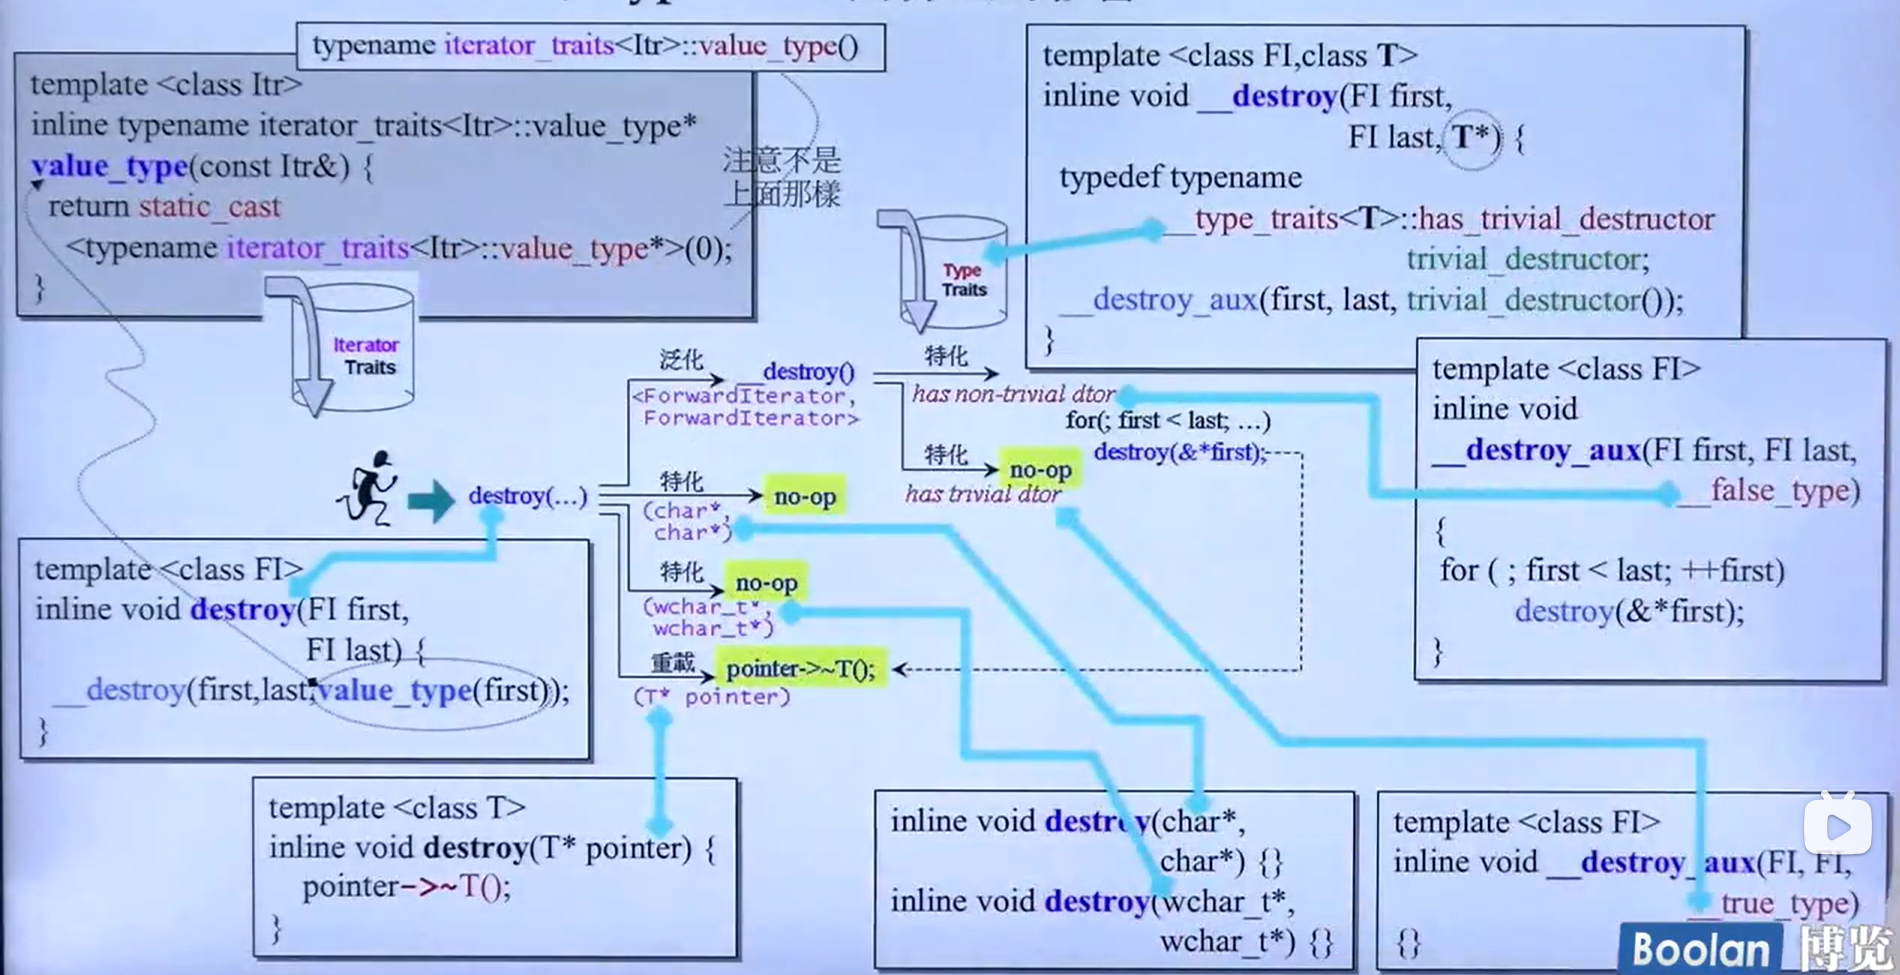 typename iterator_traits<Itr>::value_type()
template <class Itr>
inline typename iterator_traits<Itr>::value_type*
value_type(const Itr&) {
return static_cast
<typename iterator_traits<Itr>::value_type*>(0);
}
注意不是
上面那樣
Iterator
Traits
template <class FI,class T>
inline void __destroy(FI first,
FI last, T*) {
typedef typename
__type_traits<T>::has_trivial_destructor
trivial_destructor;
__destroy_aux(first, last, trivial_destructor());
}
Type
Traits
泛化
__destroy()
<ForwardIterator,
ForwardIterator>
特化
has non-trivial dtor
for(; first < last; …)
destroy(&*first);
特化
no-op
has trivial dtor
destroy(…)
特化
no-op
(char*,
char*)
特化
no-op
(wchar_t*,
wchar_t*)
重載
pointer->~T();
(T* pointer)
template <class FI>
inline void
__destroy_aux(FI first, FI last,
__false_type)
{
for ( ; first < last; ++first)
destroy(&*first);
}
template <class FI>
inline void destroy(FI first,
FI last) {
__destroy(first,last,value_type(first));
}
template <class T>
inline void destroy(T* pointer) {
pointer->~T();
}
inline void destroy(char*,
char*) {}
inline void destroy(wchar_t*,
wchar_t*) {}
template <class FI>
inline void __destroy_aux(FI, FI,
__true_type)
{}
Boolan 博览